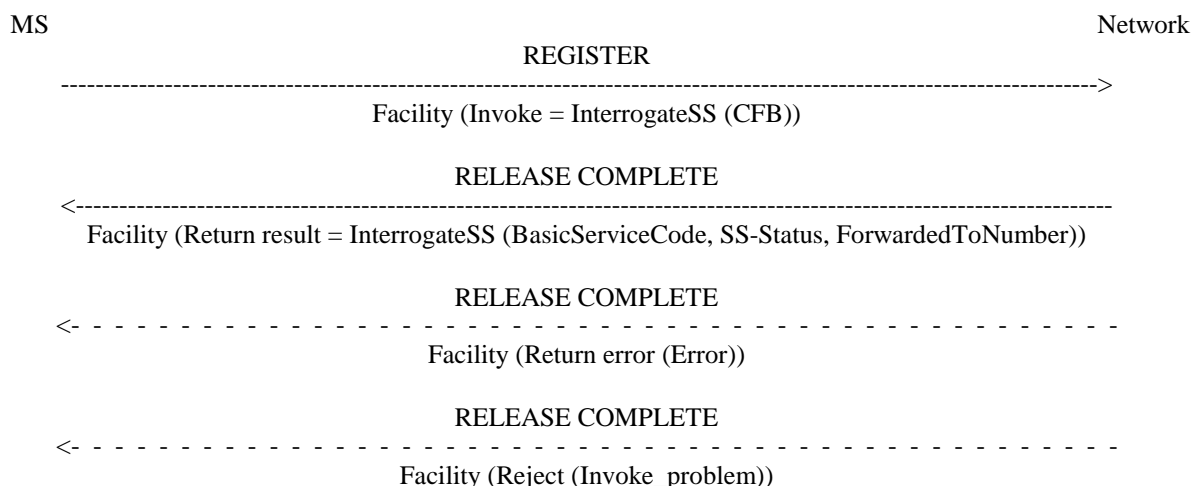 MS Network
REGISTER
------------------------------------------------------------------------------------------------------------------------>
Facility (Invoke = InterrogateSS (CFB))
RELEASE COMPLETE
<------------------------------------------------------------------------------------------------------------------------
Facility (Return result = InterrogateSS (BasicServiceCode, SS-Status, ForwardedToNumber))
RELEASE COMPLETE
<- - - - - - - - - - - - - - - - - - - - - - - - - - - - - - - - - - - - - - - - - - - - - - - -
Facility (Return error (Error))
RELEASE COMPLETE
<- - - - - - - - - - - - - - - - - - - - - - - - - - - - - - - - - - - - - - - - - - - - - - - -
Facility (Reject (Invoke_problem))